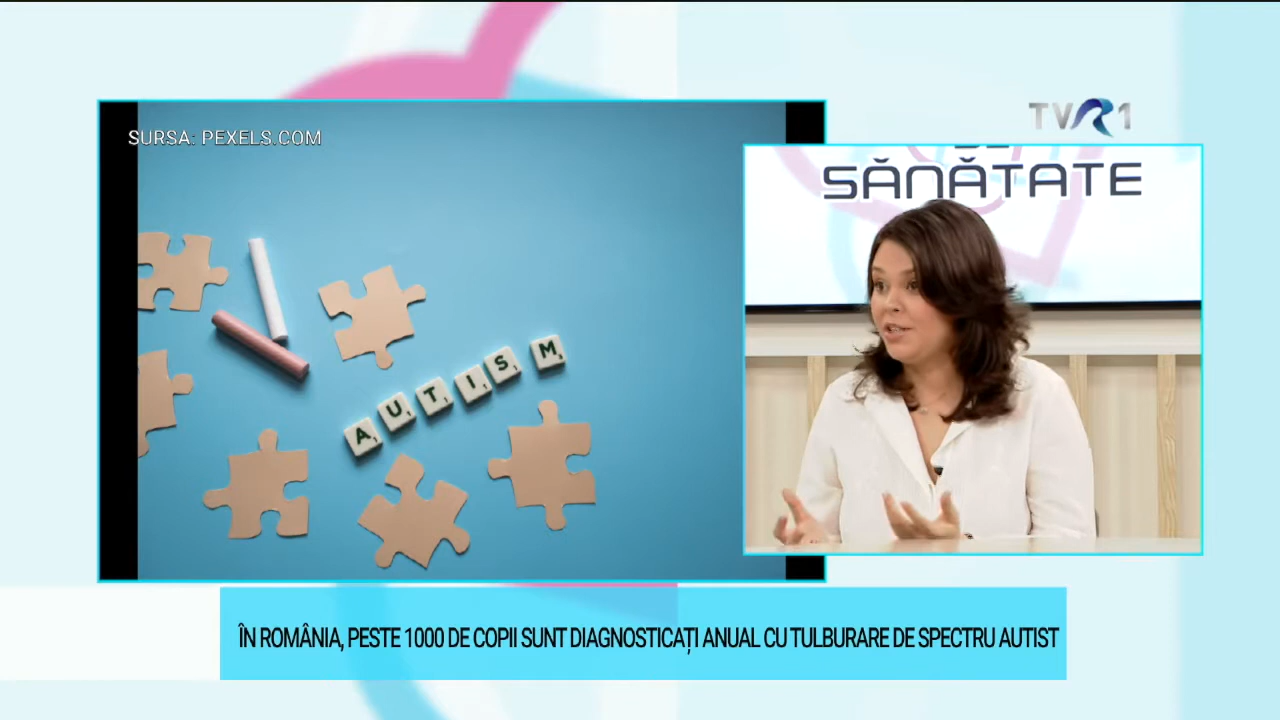 SURSA: PEXELS.COM
TVR1
SĂNĂTATE
AUTISM
ÎN ROMÂNIA, PESTE 1000 DE COPII SUNT DIAGNOSTICAȚI ANUAL CU TULBURARE DE SPECTRU AUTIST